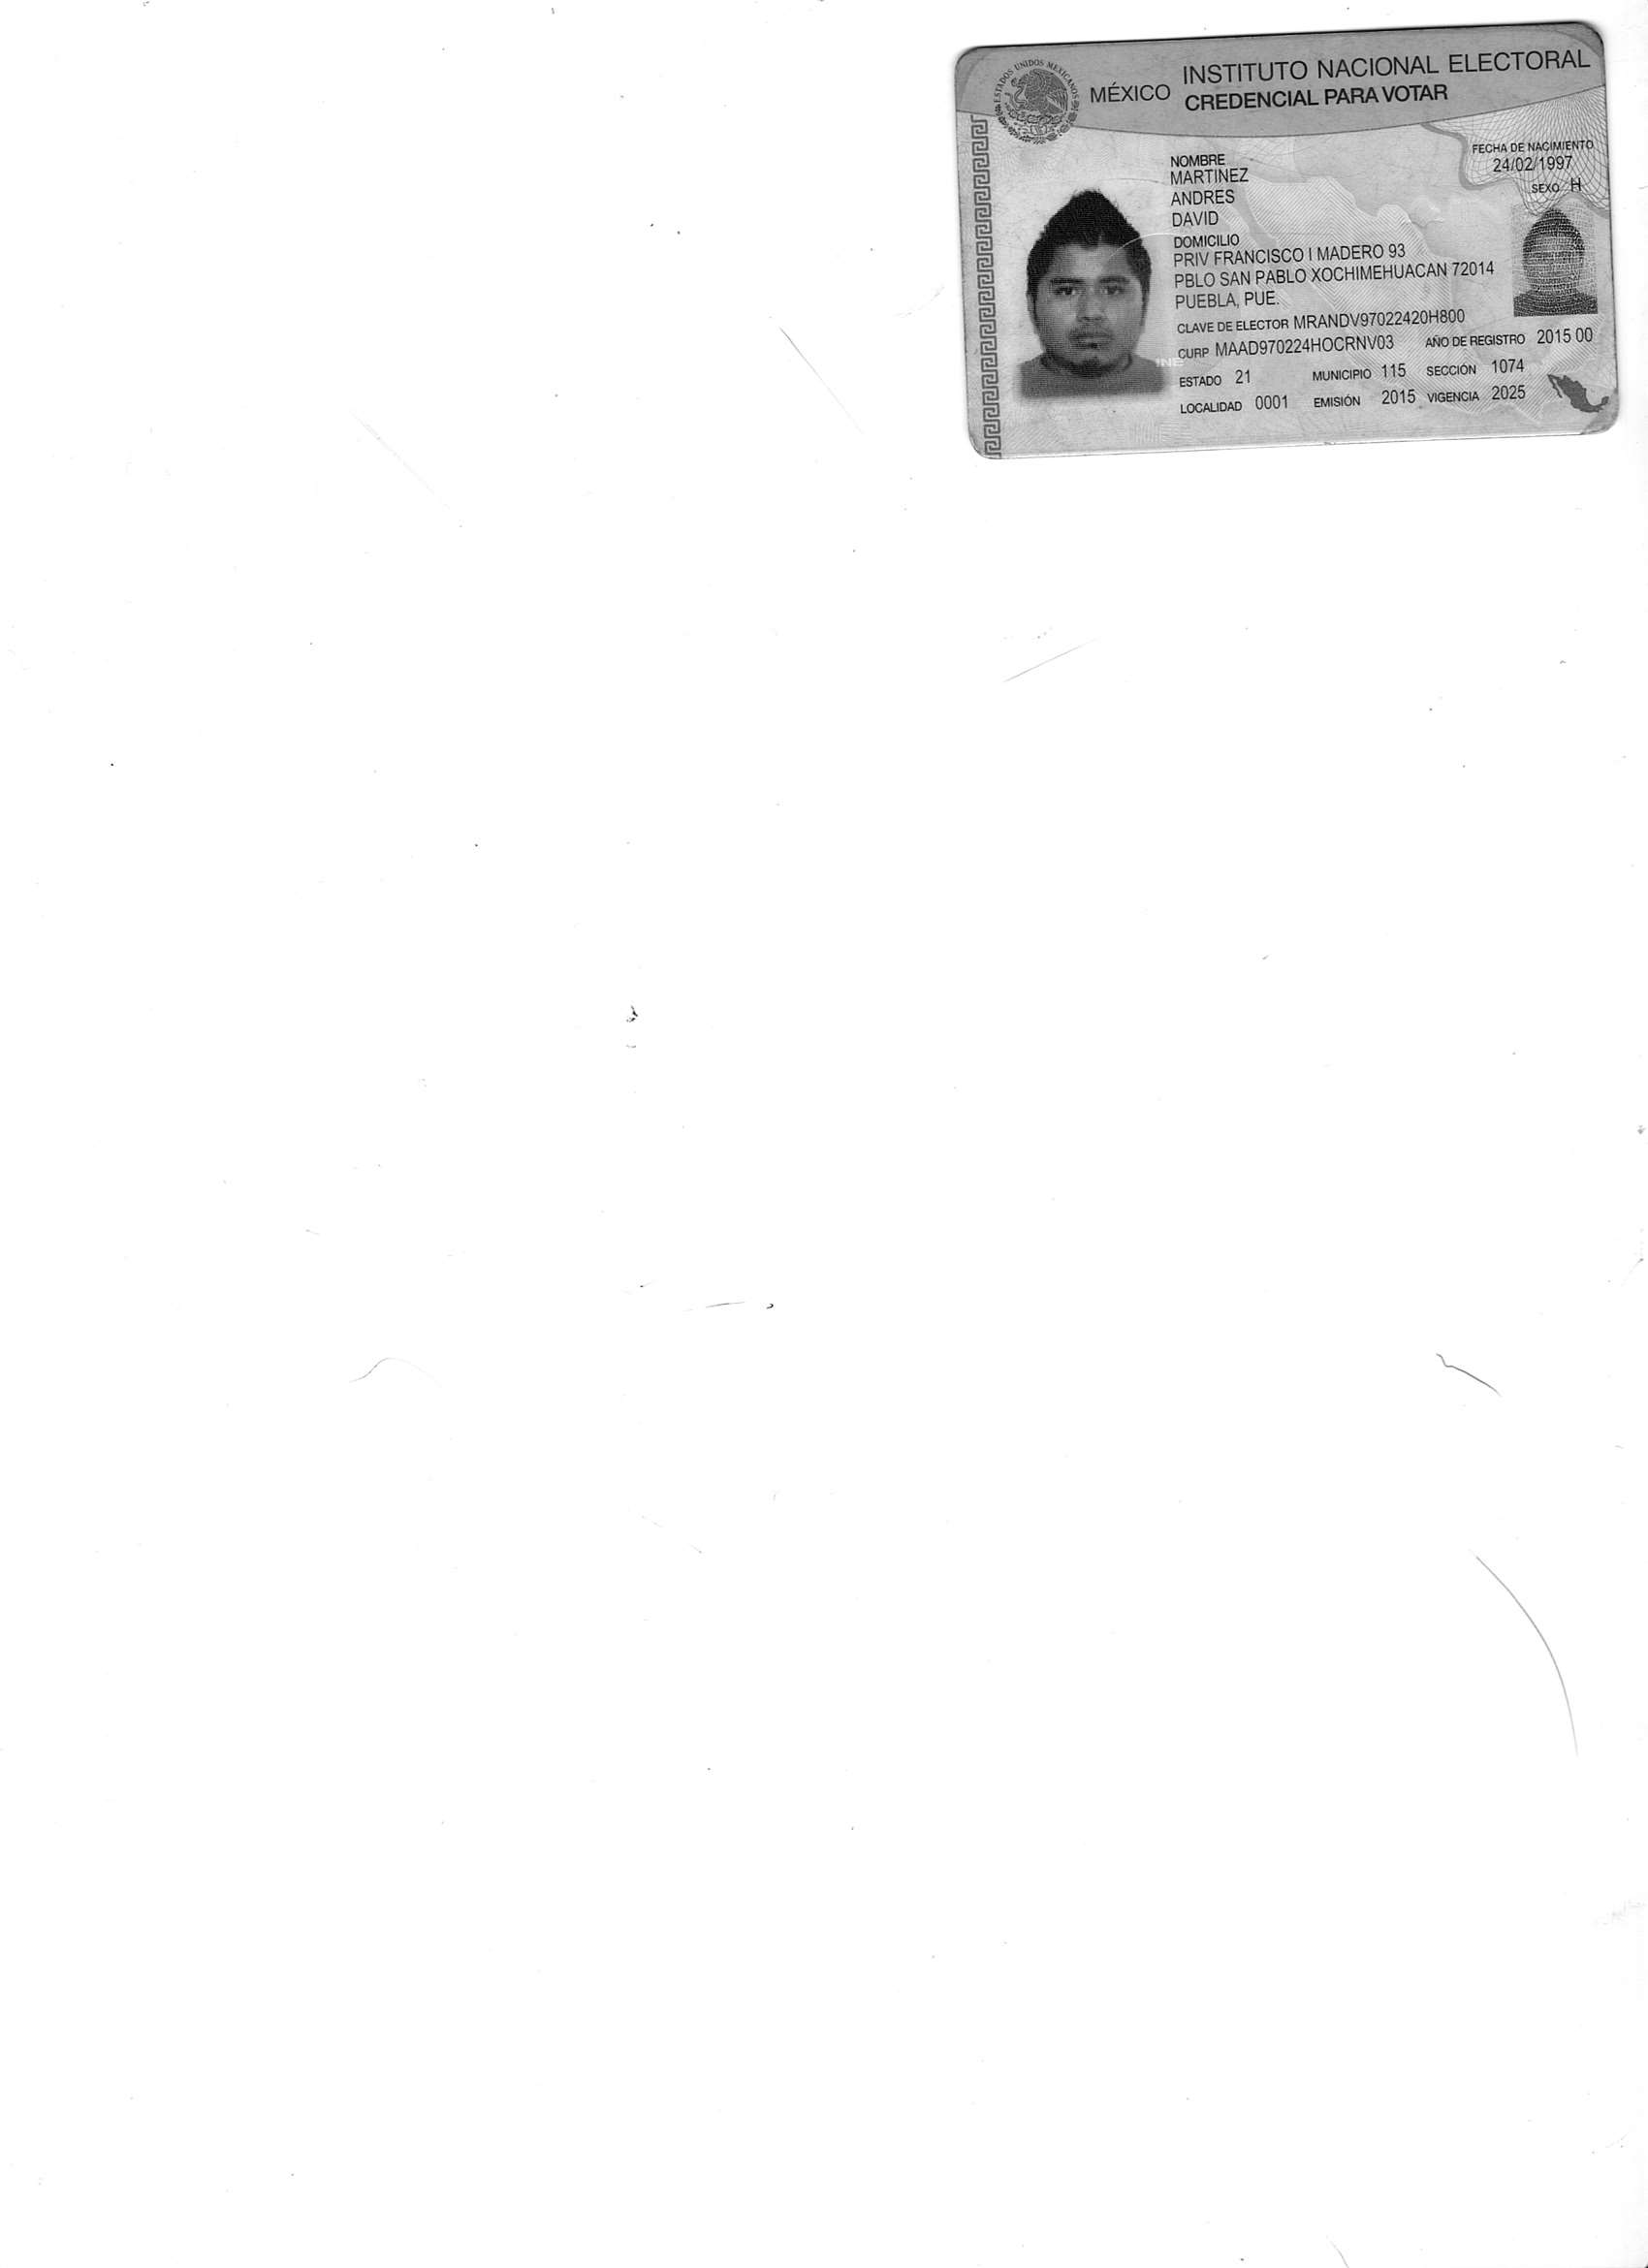 ESTADOS UNIDOS MEXICANOS
MÉXICO
INSTITUTO NACIONAL ELECTORAL
CREDENCIAL PARA VOTAR
NOMBRE
MARTINEZ
ANDRES
DAVID
FECHA DE NACIMIENTO
24/02/1997
SEXO H
DOMICILIO
PRIV FRANCISCO I MADERO 93
PBLO SAN PABLO XOCHIMEHUACAN 72014
PUEBLA, PUE.
CLAVE DE ELECTOR MRANDV97022420H800
CURP MAAD970224HOCRNV03 AÑO DE REGISTRO 2015 00
ESTADO 21 MUNICIPIO 115 SECCIÓN 1074
LOCALIDAD 0001 EMISIÓN 2015 VIGENCIA 2025
INE